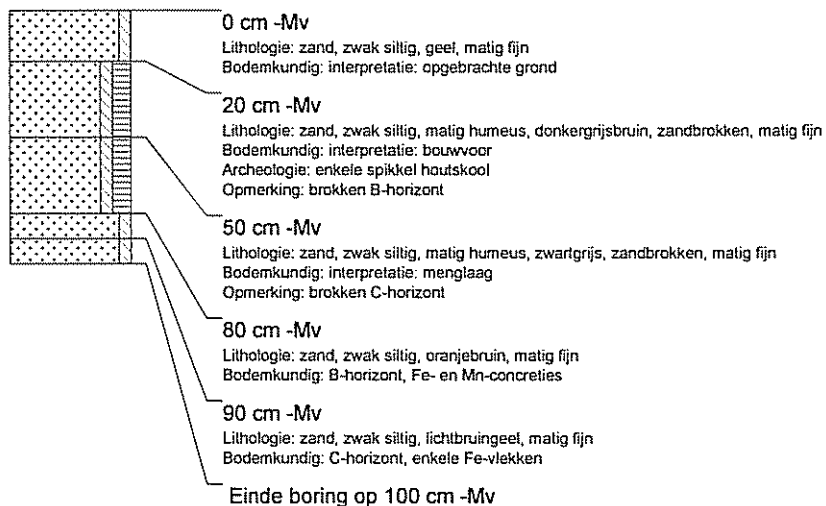 0 cm -Mv
Lithologie: zand, zwak siltig, geel, matig fijn
Bodemkundig: interpretatie: opgebrachte grond
20 cm -Mv
Lithologie: zand, zwak siltig, matig humeus, donkergrijsbruin, zandbrokken, matig fijn
Bodemkundig: interpretatie: bouwvoor
Archeologie: enkele spikkel houtskool
Opmerking: brokken B-horizont
50 cm -Mv
Lithologie: zand, zwak siltig, matig humeus, zwartgrijs, zandbrokken, matig fijn
Bodemkundig: interpretatie: menglaag
Opmerking: brokken C-horizont
80 cm -Mv
Lithologie: zand, zwak siltig, oranjebruin, matig fijn
Bodemkundig: B-horizont, Fe- en Mn-concreties
90 cm -Mv
Lithologie: zand, zwak siltig, lichtbruingeel, matig fijn
Bodemkundig: C-horizont, enkele Fe-vlekken
Einde boring op 100 cm -Mv